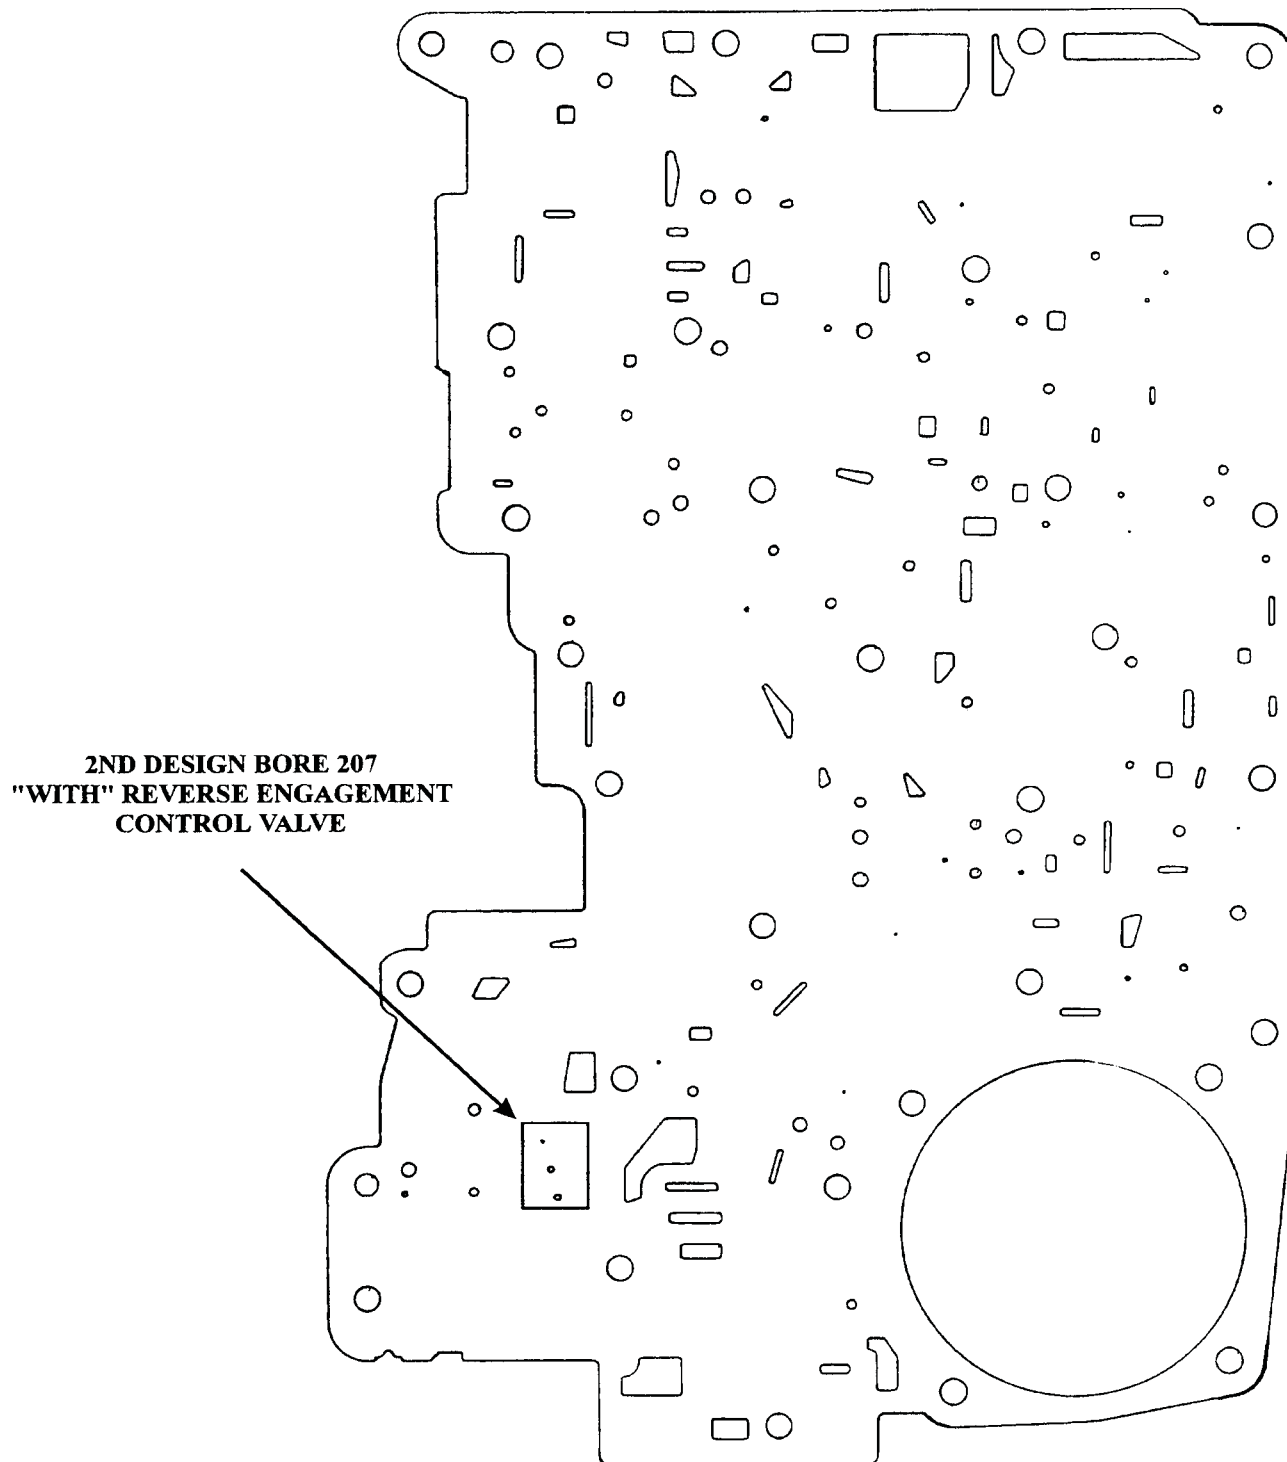 2ND DESIGN BORE 207
"WITH" REVERSE ENGAGEMENT
CONTROL VALVE